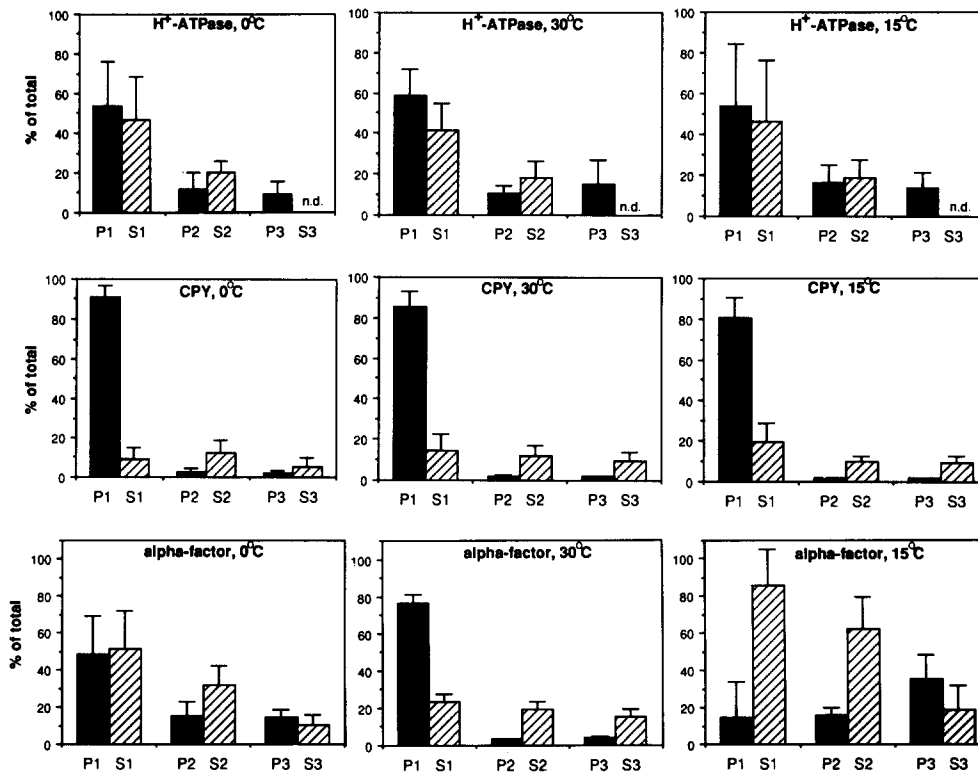 H⁺-ATPase, 0°C
% of total
100
80
60
40
20
0
n.d.
P1 S1 P2 S2 P3 S3
H⁺-ATPase, 30°C
100
80
60
40
20
0
n.d.
P1 S1 P2 S2 P3 S3
H⁺-ATPase, 15°C
100
80
60
40
20
0
n.d.
P1 S1 P2 S2 P3 S3
CPY, 0°C
% of total
100
80
60
40
20
0
P1 S1 P2 S2 P3 S3
CPY, 30°C
100
80
60
40
20
0
P1 S1 P2 S2 P3 S3
CPY, 15°C
100
80
60
40
20
0
P1 S1 P2 S2 P3 S3
alpha-factor, 0°C
% of total
100
80
60
40
20
0
P1 S1 P2 S2 P3 S3
alpha-factor, 30°C
100
80
60
40
20
0
P1 S1 P2 S2 P3 S3
alpha-factor, 15°C
100
80
60
40
20
0
P1 S1 P2 S2 P3 S3